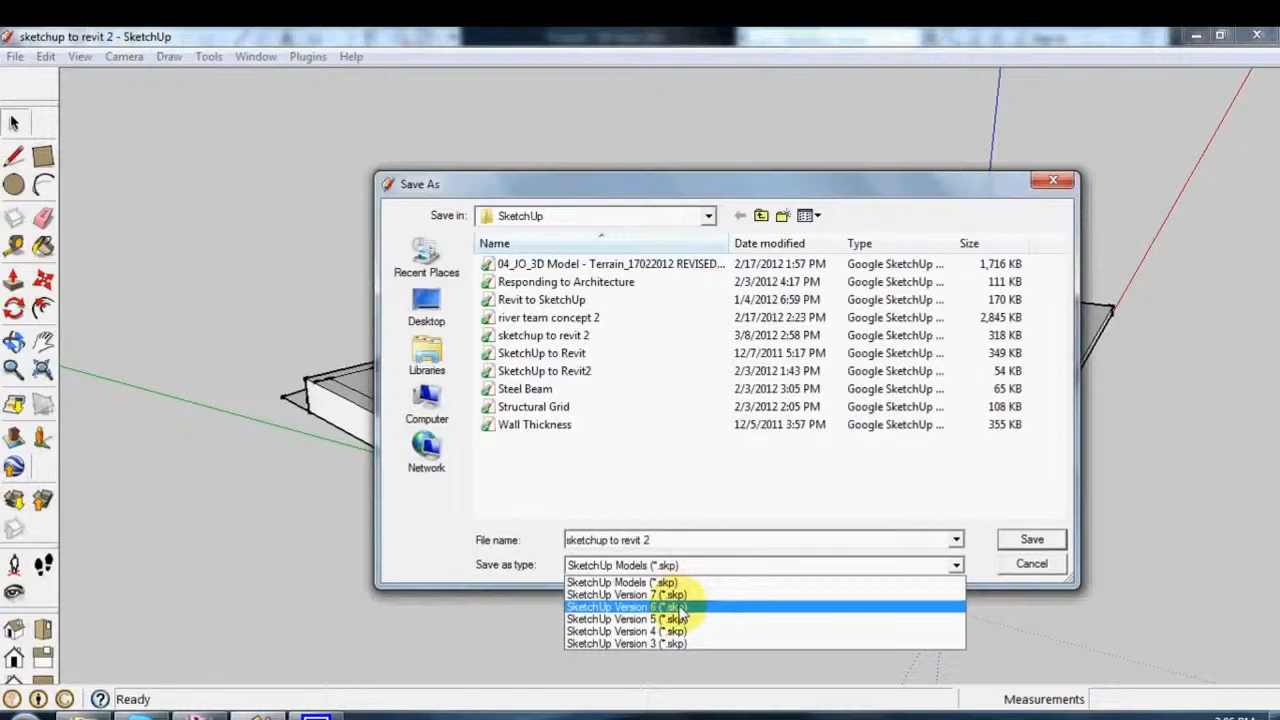 sketchup to revit 2 - SketchUp
File Edit View Camera Draw Tools Window Plugins Help
Save As
Save in: SketchUp
Name Date modified Type Size
04_JO_3D Model - Terrain_17022012 REVISED... 2/17/2012 1:57 PM Google SketchUp ... 1,716 KB
Responding to Architecture 2/3/2012 4:17 PM Google SketchUp ... 111 KB
Revit to SketchUp 1/4/2012 6:59 PM Google SketchUp ... 170 KB
river team concept 2 2/17/2012 2:23 PM Google SketchUp ... 2,845 KB
sketchup to revit 2 3/8/2012 2:58 PM Google SketchUp ... 318 KB
SketchUp to Revit 12/7/2011 5:17 PM Google SketchUp ... 349 KB
SketchUp to Revit2 2/3/2012 1:43 PM Google SketchUp ... 54 KB
Steel Beam 2/3/2012 3:05 PM Google SketchUp ... 65 KB
Structural Grid 2/3/2012 2:05 PM Google SketchUp ... 108 KB
Wall Thickness 12/5/2011 3:57 PM Google SketchUp ... 355 KB
Recent Places
Desktop
Libraries
Computer
Network
File name: sketchup to revit 2 Save
Save as type: SketchUp Models (*.skp) Cancel
SketchUp Models (*.skp)
SketchUp Version 7 (*.skp)
SketchUp Version 6 (*.skp)
SketchUp Version 5 (*.skp)
SketchUp Version 4 (*.skp)
SketchUp Version 3 (*.skp)
Ready Measurements